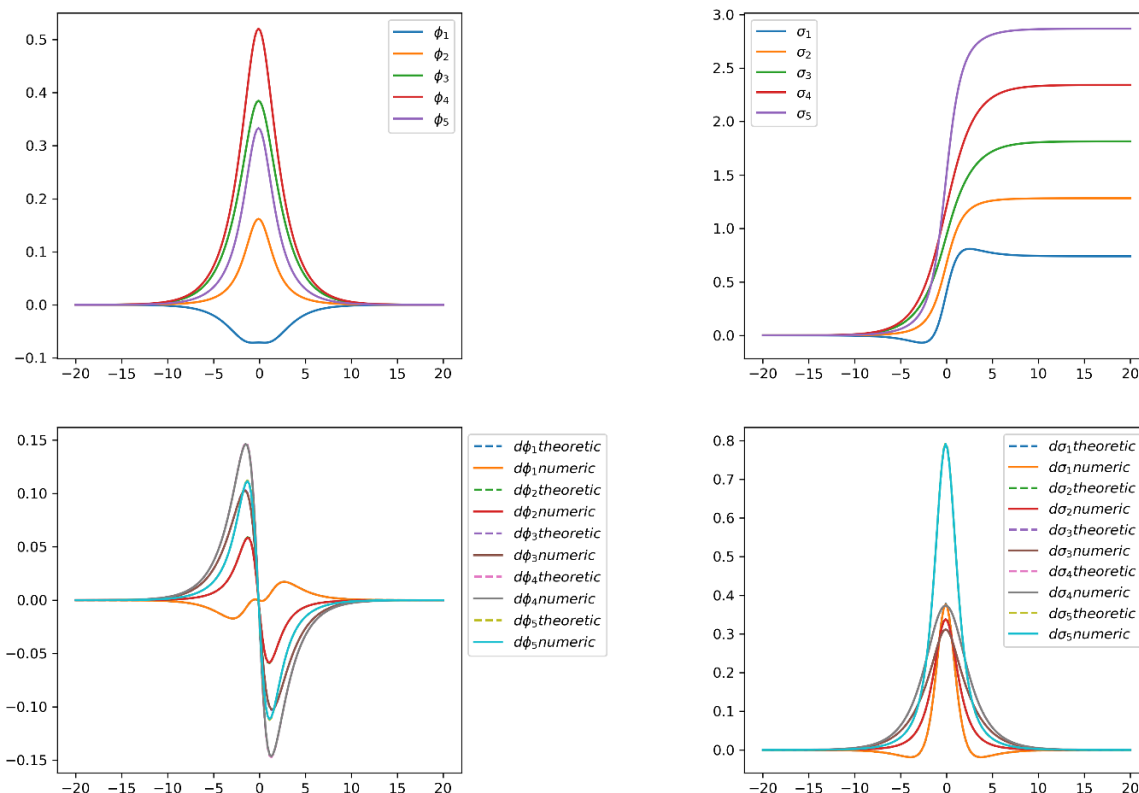 0.5
0.4
0.3
0.2
0.1
0.0
−0.1
−20 −15 −10 −5 0 5 10 15 20
ϕ1
ϕ2
ϕ3
ϕ4
ϕ5
3.0
2.5
2.0
1.5
1.0
0.5
0.0
−20 −15 −10 −5 0 5 10 15 20
σ1
σ2
σ3
σ4
σ5
0.15
0.10
0.05
0.00
−0.05
−0.10
−0.15
−20 −15 −10 −5 0 5 10 15 20
dϕ1theoretic
dϕ1numeric
dϕ2theoretic
dϕ2numeric
dϕ3theoretic
dϕ3numeric
dϕ4theoretic
dϕ4numeric
dϕ5theoretic
dϕ5numeric
0.8
0.7
0.6
0.5
0.4
0.3
0.2
0.1
0.0
−20 −15 −10 −5 0 5 10 15 20
dσ1theoretic
dσ1numeric
dσ2theoretic
dσ2numeric
dσ3theoretic
dσ3numeric
dσ4theoretic
dσ4numeric
dσ5theoretic
dσ5numeric